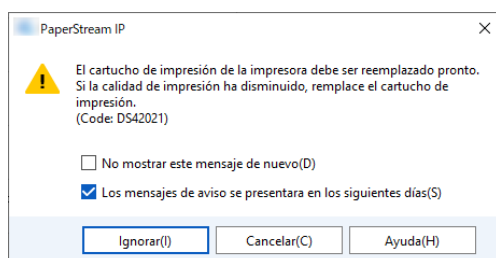 PaperStream IP
El cartucho de impresión de la impresora debe ser reemplazado pronto.
Si la calidad de impresión ha disminuido, remplace el cartucho de
impresión.
(Code: DS42021)
No mostrar este mensaje de nuevo(D)
Los mensajes de aviso se presentara en los siguientes días(S)
Ignorar(I)
Cancelar(C)
Ayuda(H)